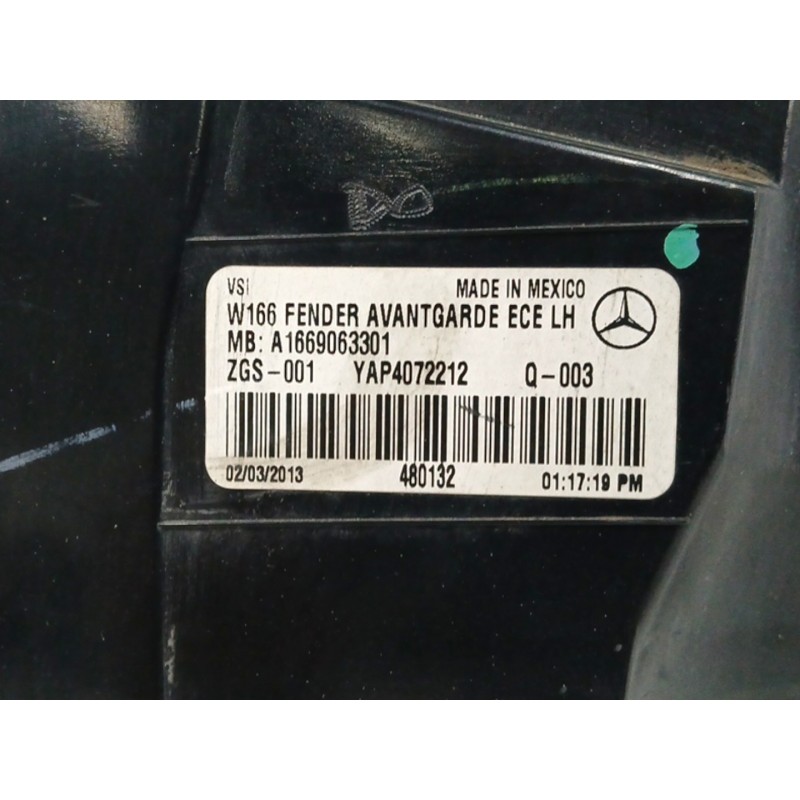 VSI MADE IN MEXICO
W166 FENDER AVANTGARDE ECE LH
MB: A1669063301
ZGS-001 YAP4072212 Q-003
02/03/2013 480132 01:17:19 PM